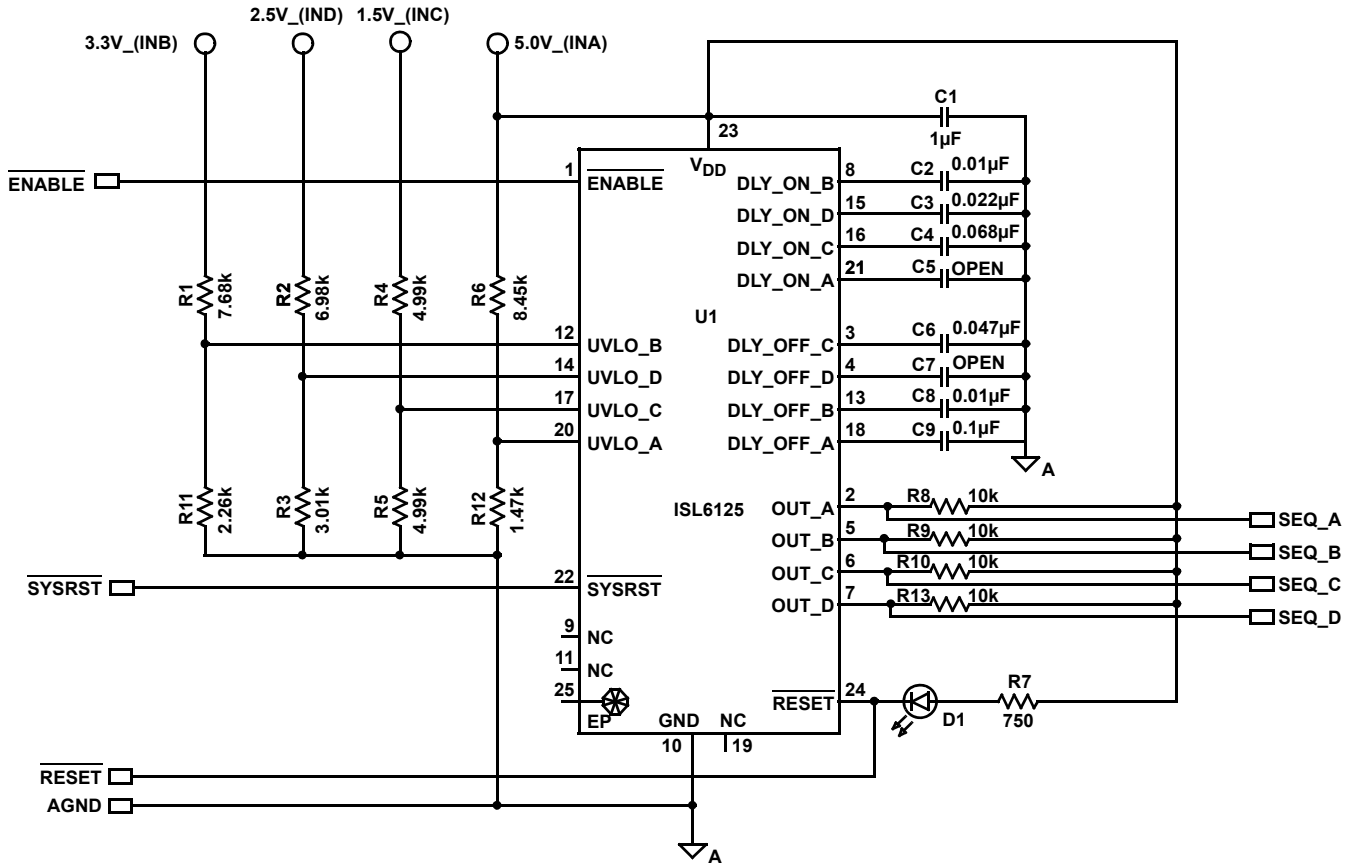 2.5V_(IND) 1.5V_(INC)
3.3V_(INB) 5.0V_(INA)
C1
1µF
23
VDD
ENABLE
1
ENABLE
DLY_ON_B
8
C2
0.01µF
DLY_ON_D
15
C3
0.022µF
DLY_ON_C
16
C4
0.068µF
DLY_ON_A
21
C5
OPEN
R1
7.68k
R2
6.98k
R4
4.99k
R6
8.45k
U1
12
UVLO_B
DLY_OFF_C
3
C6
0.047µF
14
UVLO_D
DLY_OFF_D
4
C7
OPEN
17
UVLO_C
DLY_OFF_B
13
C8
0.01µF
20
UVLO_A
DLY_OFF_A
18
C9
0.1µF
A
R11
2.26k
R3
3.01k
R5
4.99k
R12
1.47k
ISL6125
OUT_A
2
R8
10k
SEQ_A
OUT_B
5
R9
10k
SEQ_B
OUT_C
6
R10
10k
SEQ_C
OUT_D
7
R13
10k
SEQ_D
SYSRST
22
SYSRST
9
NC
11
NC
25
EP
RESET
24
D1
R7
750
GND
10
NC
19
RESET
AGND
A